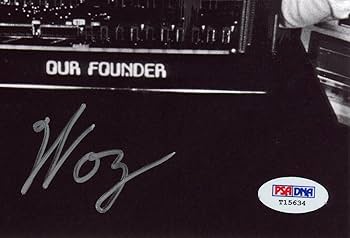 OUR FOUNDER
Woz
PSA DNA
T15634